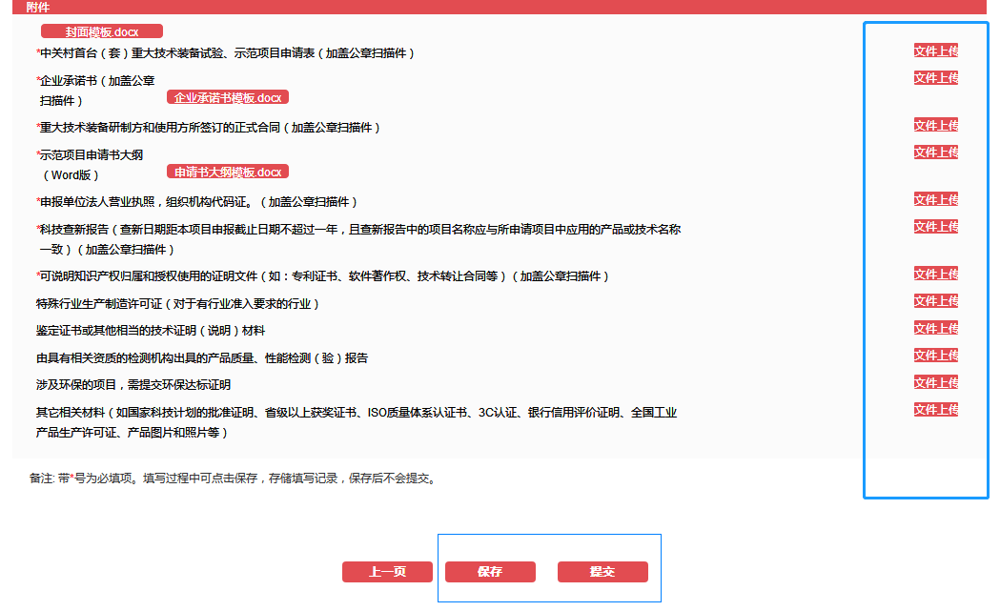 附件
封面模板.docx
*中关村首台（套）重大技术装备试验、示范项目申请表（加盖公章扫描件）
文件上传
*企业承诺书（加盖公章
扫描件）
企业承诺书模板.docx
文件上传
*重大技术装备研制方和使用方所签订的正式合同（加盖公章扫描件）
文件上传
*示范项目申请书大纲
（Word版）
申请书大纲模板.docx
文件上传
*申报单位法人营业执照，组织机构代码证。（加盖公章扫描件）
文件上传
*科技查新报告（查新日期距本项目申报截止日期不超过一年，且查新报告中的项目名称应与所申请项目中应用的产品或技术名称
一致）（加盖公章扫描件）
文件上传
*可说明知识产权归属和授权使用的证明文件（如：专利证书、软件著作权、技术转让合同等）（加盖公章扫描件）
文件上传
特殊行业生产制造许可证（对于有行业准入要求的行业）
文件上传
鉴定证书或其他相当的技术证明（说明）材料
文件上传
由具有相关资质的检测机构出具的产品质量、性能检测（验）报告
文件上传
涉及环保的项目，需提交环保达标证明
文件上传
其它相关材料（如国家科技计划的批准证明、省级以上获奖证书、ISO质量体系认证书、3C认证、银行信用评价证明、全国工业
产品生产许可证、产品图片和照片等）
文件上传
备注: 带*号为必填项。填写过程中可点击保存，存储填写记录，保存后不会提交。
上一页
保存
提交